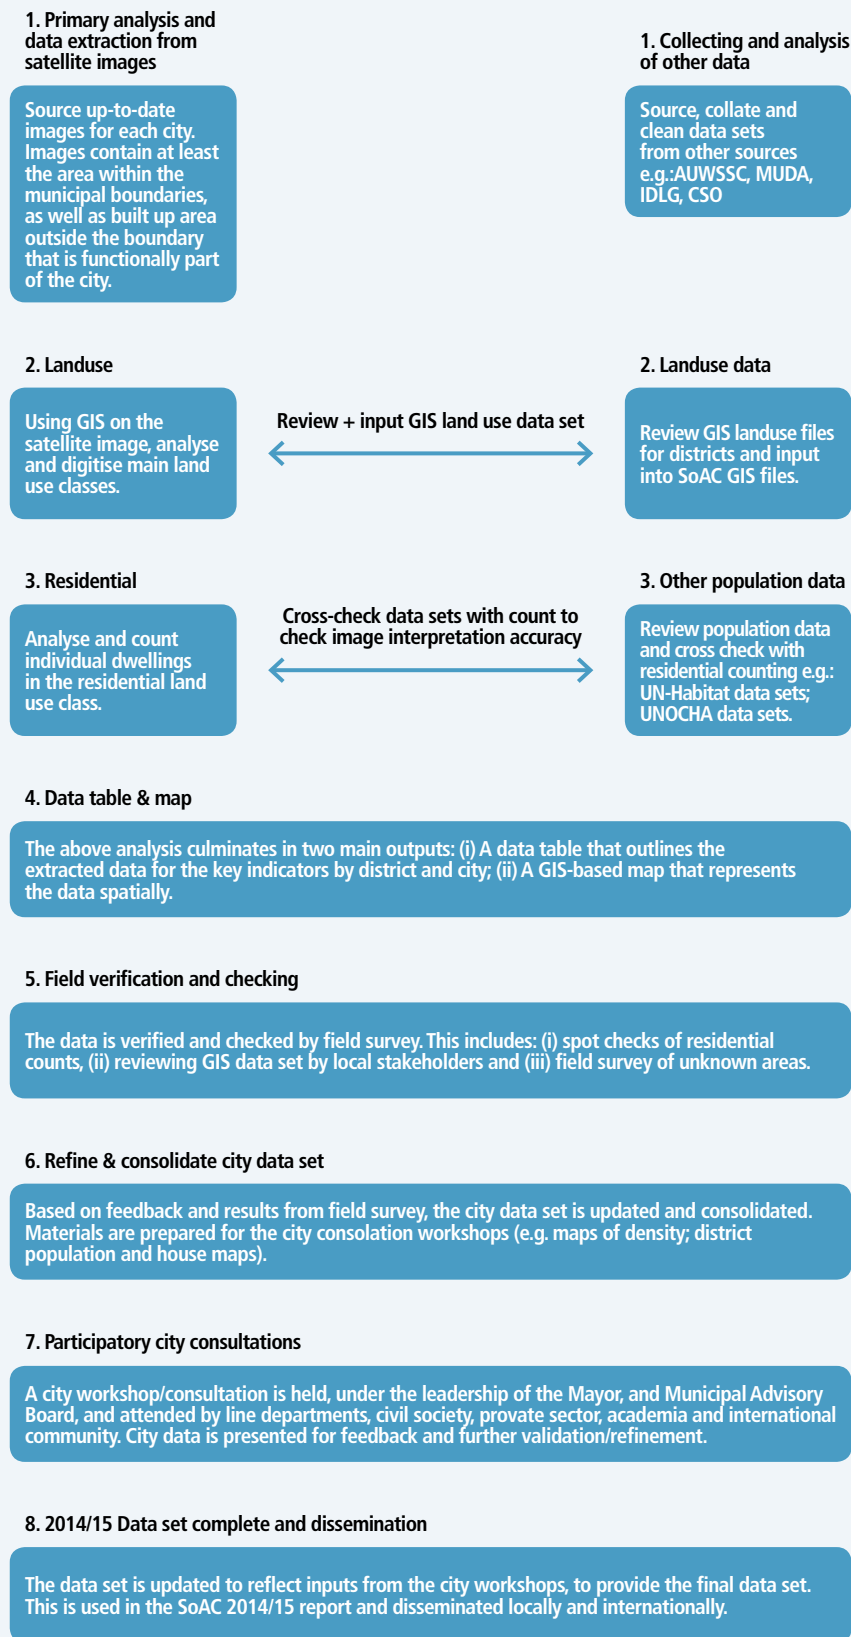 1. Primary analysis and
data extraction from
satellite images
Source up-to-date
images for each city.
Images contain at least
the area within the
municipal boundaries,
as well as built up area
outside the boundary
that is functionally part
of the city.
1. Collecting and analysis
of other data
Source, collate and
clean data sets
from other sources
e.g.:AUWSSC, MUDA,
IDLG, CSO
2. Landuse
Using GIS on the
satellite image, analyse
and digitise main land
use classes.
Review + input GIS land use data set
2. Landuse data
Review GIS landuse files
for districts and input
into SoAC GIS files.
3. Residential
Analyse and count
individual dwellings
in the residential land
use class.
Cross-check data sets with count to
check image interpretation accuracy
3. Other population data
Review population data
and cross check with
residential counting e.g.:
UN-Habitat data sets;
UNOCHA data sets.
4. Data table & map
The above analysis culminates in two main outputs: (i) A data table that outlines the
extracted data for the key indicators by district and city; (ii) A GIS-based map that represents
the data spatially.
5. Field verification and checking
The data is verified and checked by field survey. This includes: (i) spot checks of residential
counts, (ii) reviewing GIS data set by local stakeholders and (iii) field survey of unknown areas.
6. Refine & consolidate city data set
Based on feedback and results from field survey, the city data set is updated and consolidated.
Materials are prepared for the city consolation workshops (e.g. maps of density; district
population and house maps).
7. Participatory city consultations
A city workshop/consultation is held, under the leadership of the Mayor, and Municipal Advisory
Board, and attended by line departments, civil society, provate sector, academia and international
community. City data is presented for feedback and further validation/refinement.
8. 2014/15 Data set complete and dissemination
The data set is updated to reflect inputs from the city workshops, to provide the final data set.
This is used in the SoAC 2014/15 report and disseminated locally and internationally.